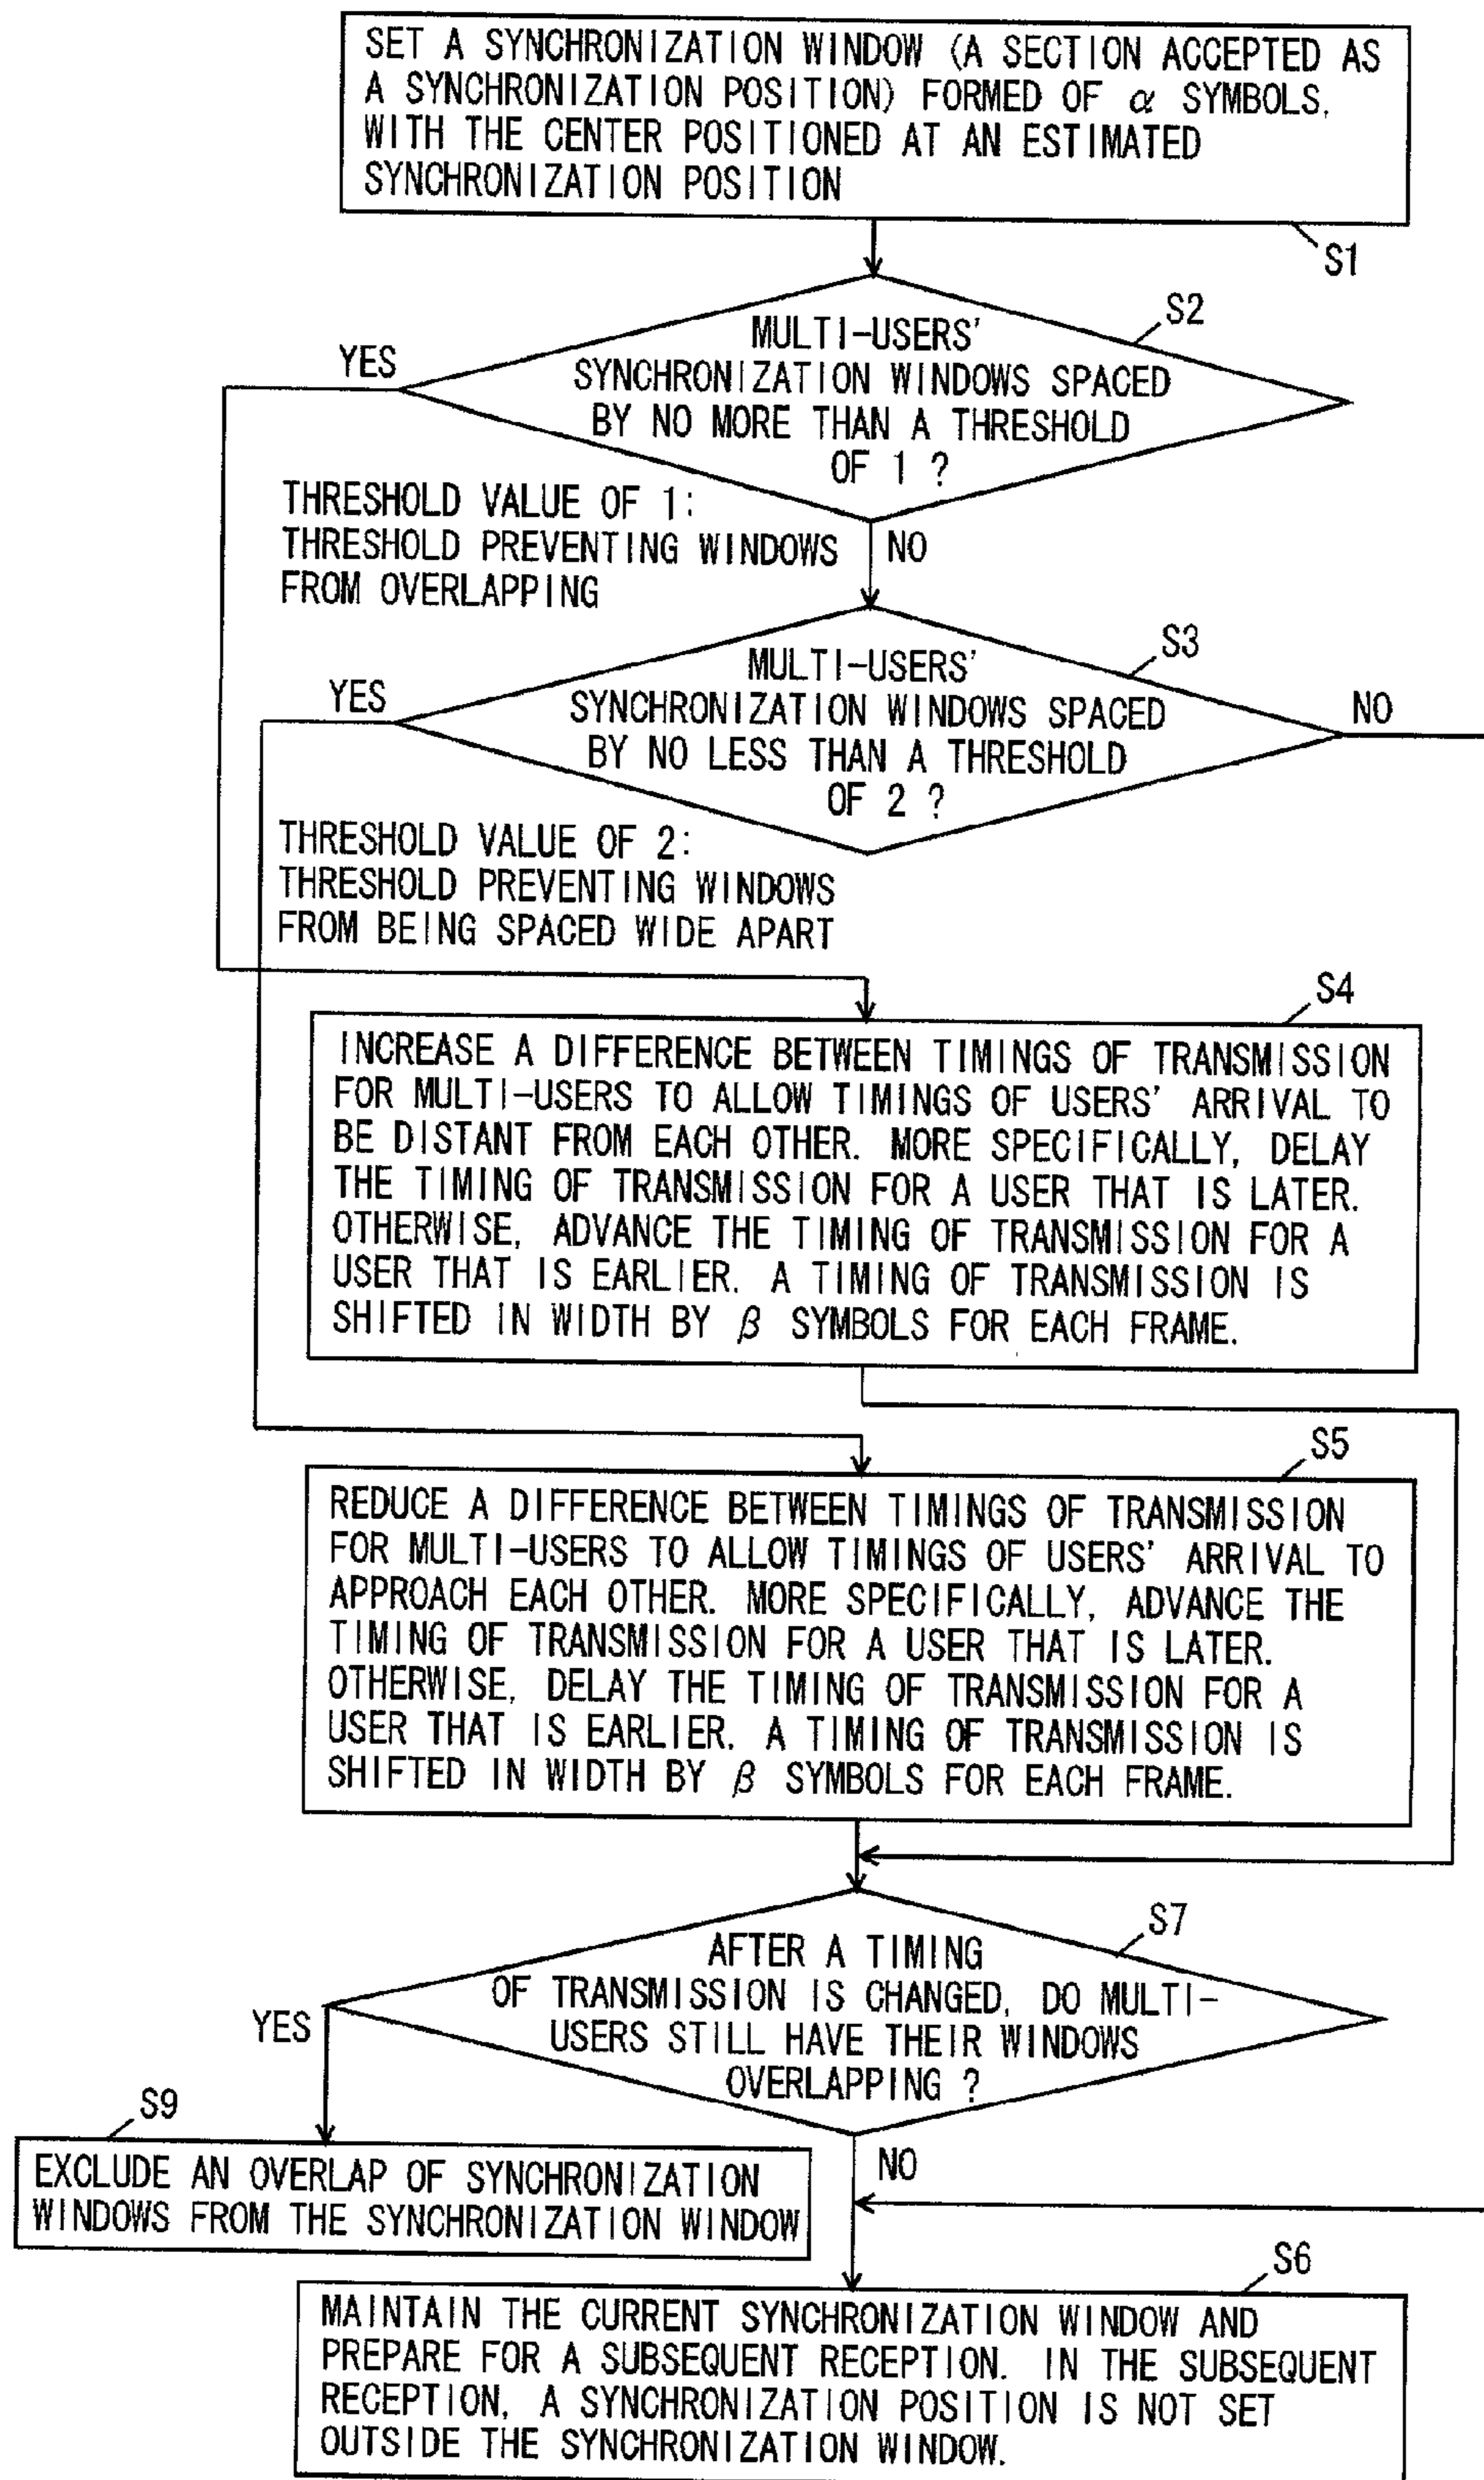 SET A SYNCHRONIZATION WINDOW (A SECTION ACCEPTED AS
A SYNCHRONIZATION POSITION) FORMED OF α SYMBOLS,
WITH THE CENTER POSITIONED AT AN ESTIMATED
SYNCHRONIZATION POSITION
S1
S2
MULTI-USERS'
SYNCHRONIZATION WINDOWS SPACED
BY NO MORE THAN A THRESHOLD
OF 1 ?
YES
THRESHOLD VALUE OF 1:
THRESHOLD PREVENTING WINDOWS
FROM OVERLAPPING
NO
S3
MULTI-USERS'
SYNCHRONIZATION WINDOWS SPACED
BY NO LESS THAN A THRESHOLD
OF 2 ?
YES
NO
THRESHOLD VALUE OF 2:
THRESHOLD PREVENTING WINDOWS
FROM BEING SPACED WIDE APART
S4
INCREASE A DIFFERENCE BETWEEN TIMINGS OF TRANSMISSION
FOR MULTI-USERS TO ALLOW TIMINGS OF USERS' ARRIVAL TO
BE DISTANT FROM EACH OTHER. MORE SPECIFICALLY, DELAY
THE TIMING OF TRANSMISSION FOR A USER THAT IS LATER.
OTHERWISE, ADVANCE THE TIMING OF TRANSMISSION FOR A
USER THAT IS EARLIER. A TIMING OF TRANSMISSION IS
SHIFTED IN WIDTH BY β SYMBOLS FOR EACH FRAME.
S5
REDUCE A DIFFERENCE BETWEEN TIMINGS OF TRANSMISSION
FOR MULTI-USERS TO ALLOW TIMINGS OF USERS' ARRIVAL TO
APPROACH EACH OTHER. MORE SPECIFICALLY, ADVANCE THE
TIMING OF TRANSMISSION FOR A USER THAT IS LATER.
OTHERWISE, DELAY THE TIMING OF TRANSMISSION FOR A
USER THAT IS EARLIER. A TIMING OF TRANSMISSION IS
SHIFTED IN WIDTH BY β SYMBOLS FOR EACH FRAME.
S7
AFTER A TIMING
OF TRANSMISSION IS CHANGED, DO MULTI-
USERS STILL HAVE THEIR WINDOWS
OVERLAPPING ?
YES
NO
S9
EXCLUDE AN OVERLAP OF SYNCHRONIZATION
WINDOWS FROM THE SYNCHRONIZATION WINDOW
S6
MAINTAIN THE CURRENT SYNCHRONIZATION WINDOW AND
PREPARE FOR A SUBSEQUENT RECEPTION. IN THE SUBSEQUENT
RECEPTION, A SYNCHRONIZATION POSITION IS NOT SET
OUTSIDE THE SYNCHRONIZATION WINDOW.